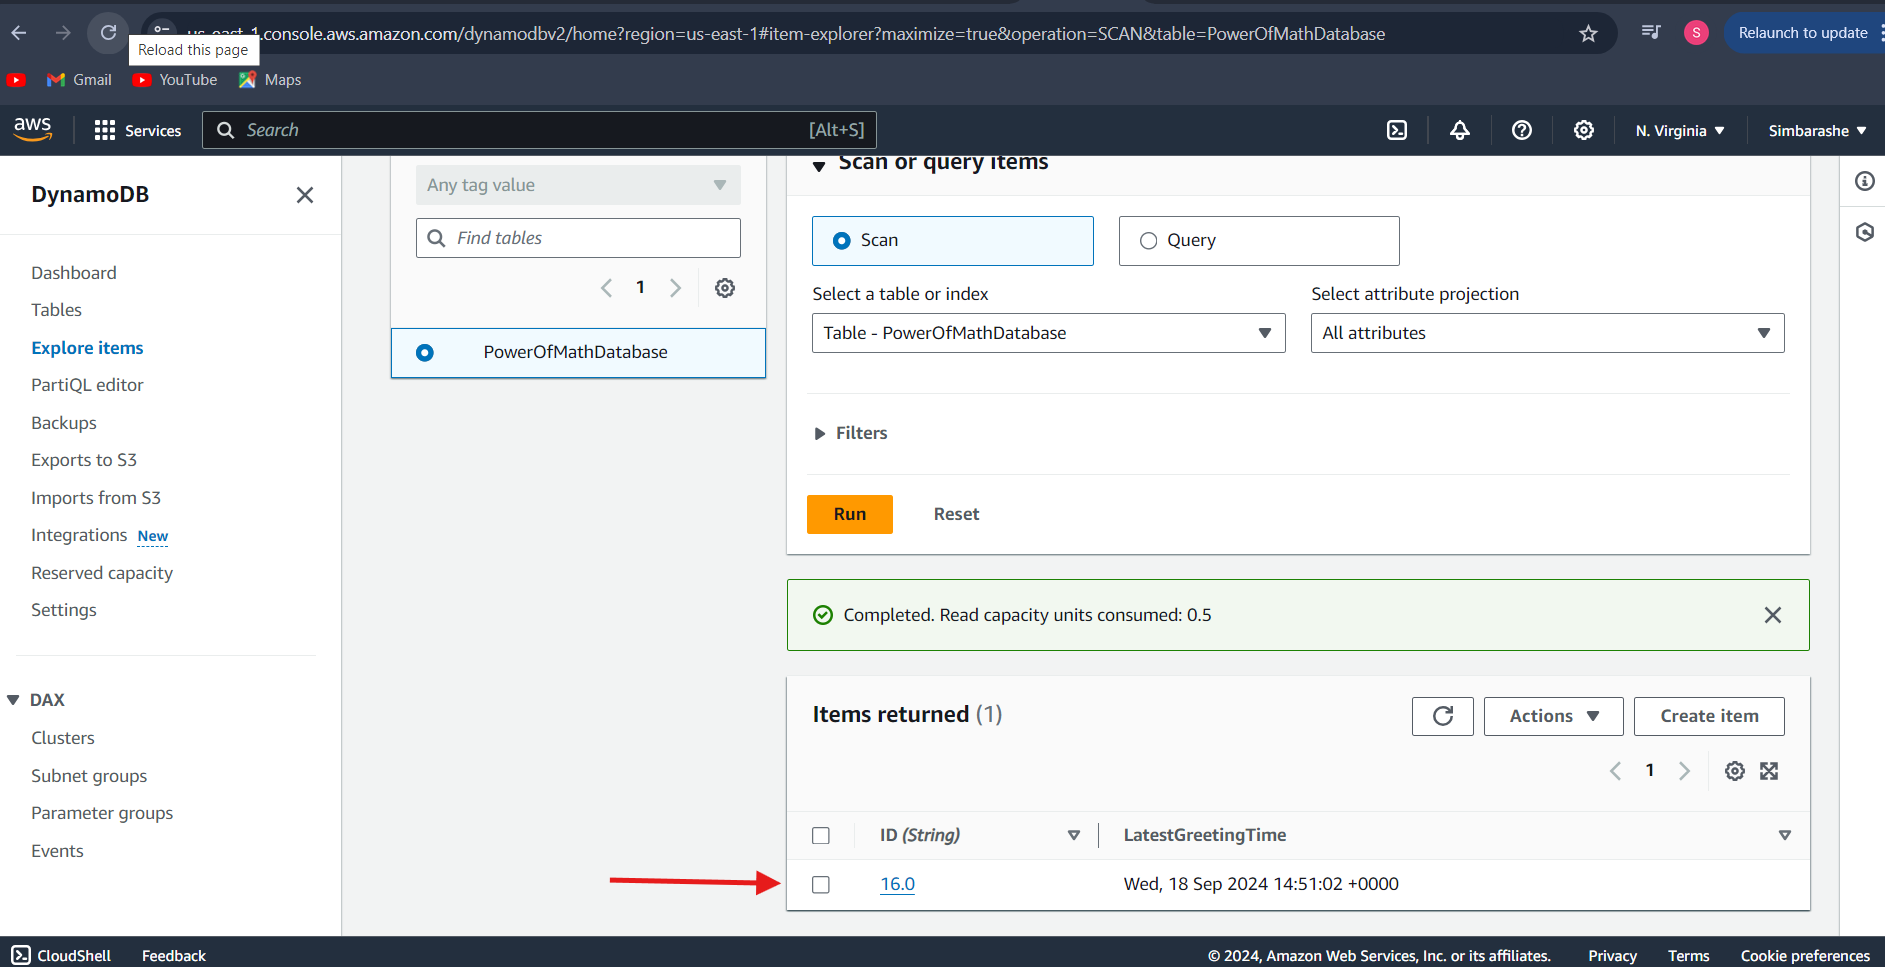 us-east-1.console.aws.amazon.com/dynamodbv2/home?region=us-east-1#item-explorer?maximize=true&operation=SCAN&table=PowerOfMathDatabase
S
Relaunch to update
Reload this page
Gmail
YouTube
Maps
aws
Services
Search
[Alt+S]
N. Virginia
Simbarashe
DynamoDB
Dashboard
Tables
Explore items
PartiQL editor
Backups
Exports to S3
Imports from S3
Integrations New
Reserved capacity
Settings
DAX
Clusters
Subnet groups
Parameter groups
Events
Any tag value
Find tables
1
PowerOfMathDatabase
Scan or query items
Scan
Query
Select a table or index
Select attribute projection
Table - PowerOfMathDatabase
All attributes
Filters
Run
Reset
Completed. Read capacity units consumed: 0.5
Items returned (1)
Actions
Create item
1
ID (String)
LatestGreetingTime
16.0
Wed, 18 Sep 2024 14:51:02 +0000
CloudShell
Feedback
© 2024, Amazon Web Services, Inc. or its affiliates.
Privacy
Terms
Cookie preferences